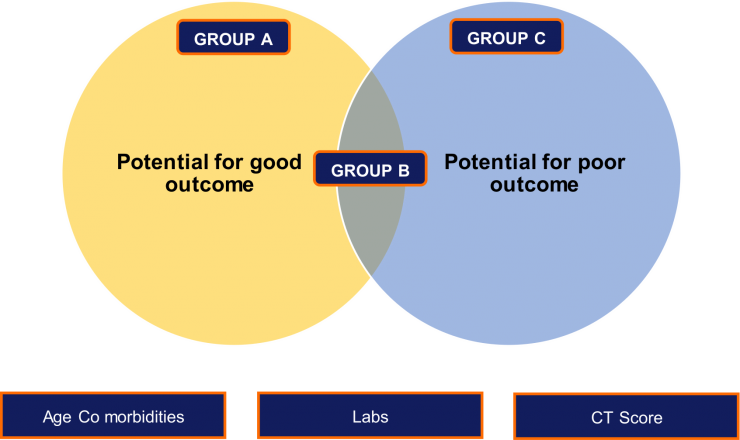 GROUP A
GROUP C
Potential for good
outcome
GROUP B
Potential for poor
outcome
Age Co morbidities
Labs
CT Score